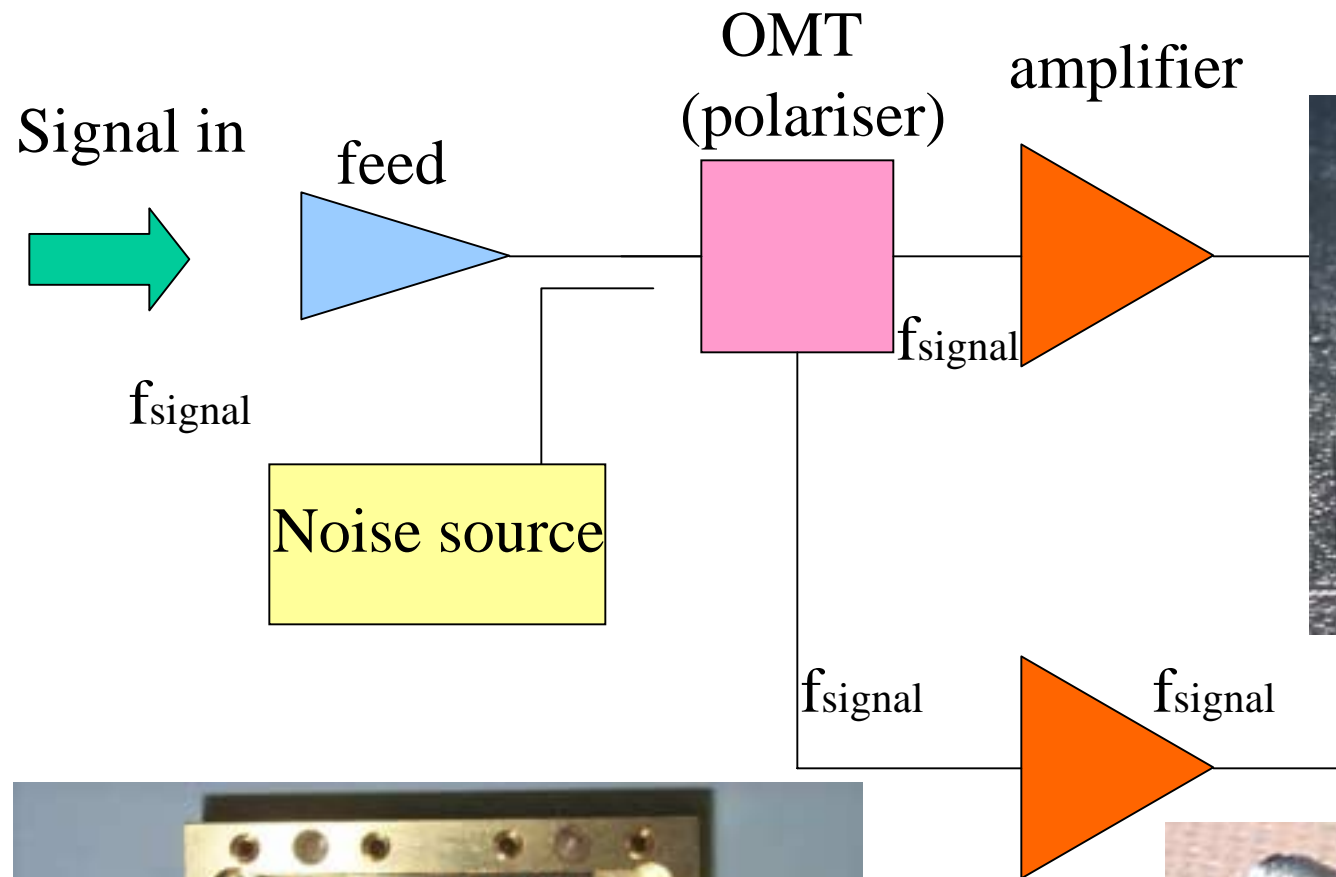 OMT
(polariser)
amplifier
Signal in
feed
fsignal
fsignal
Noise source
fsignal
fsignal